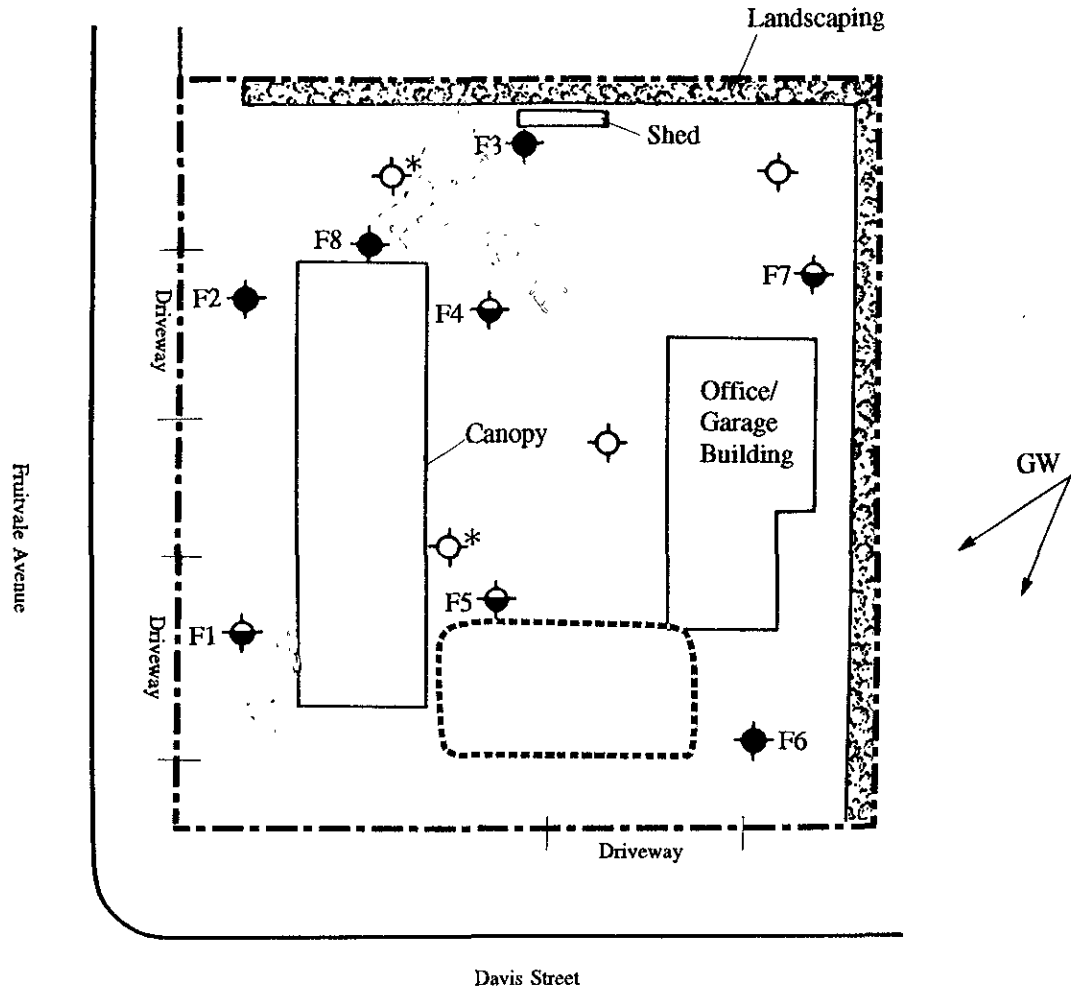 Landscaping
Shed
F3
*
F8
F7
F2
Driveway
F4
Office/
Garage
Building
Canopy
GW
Fruitvale Avenue
*
F5
F1
Driveway
F6
Driveway
Davis Street